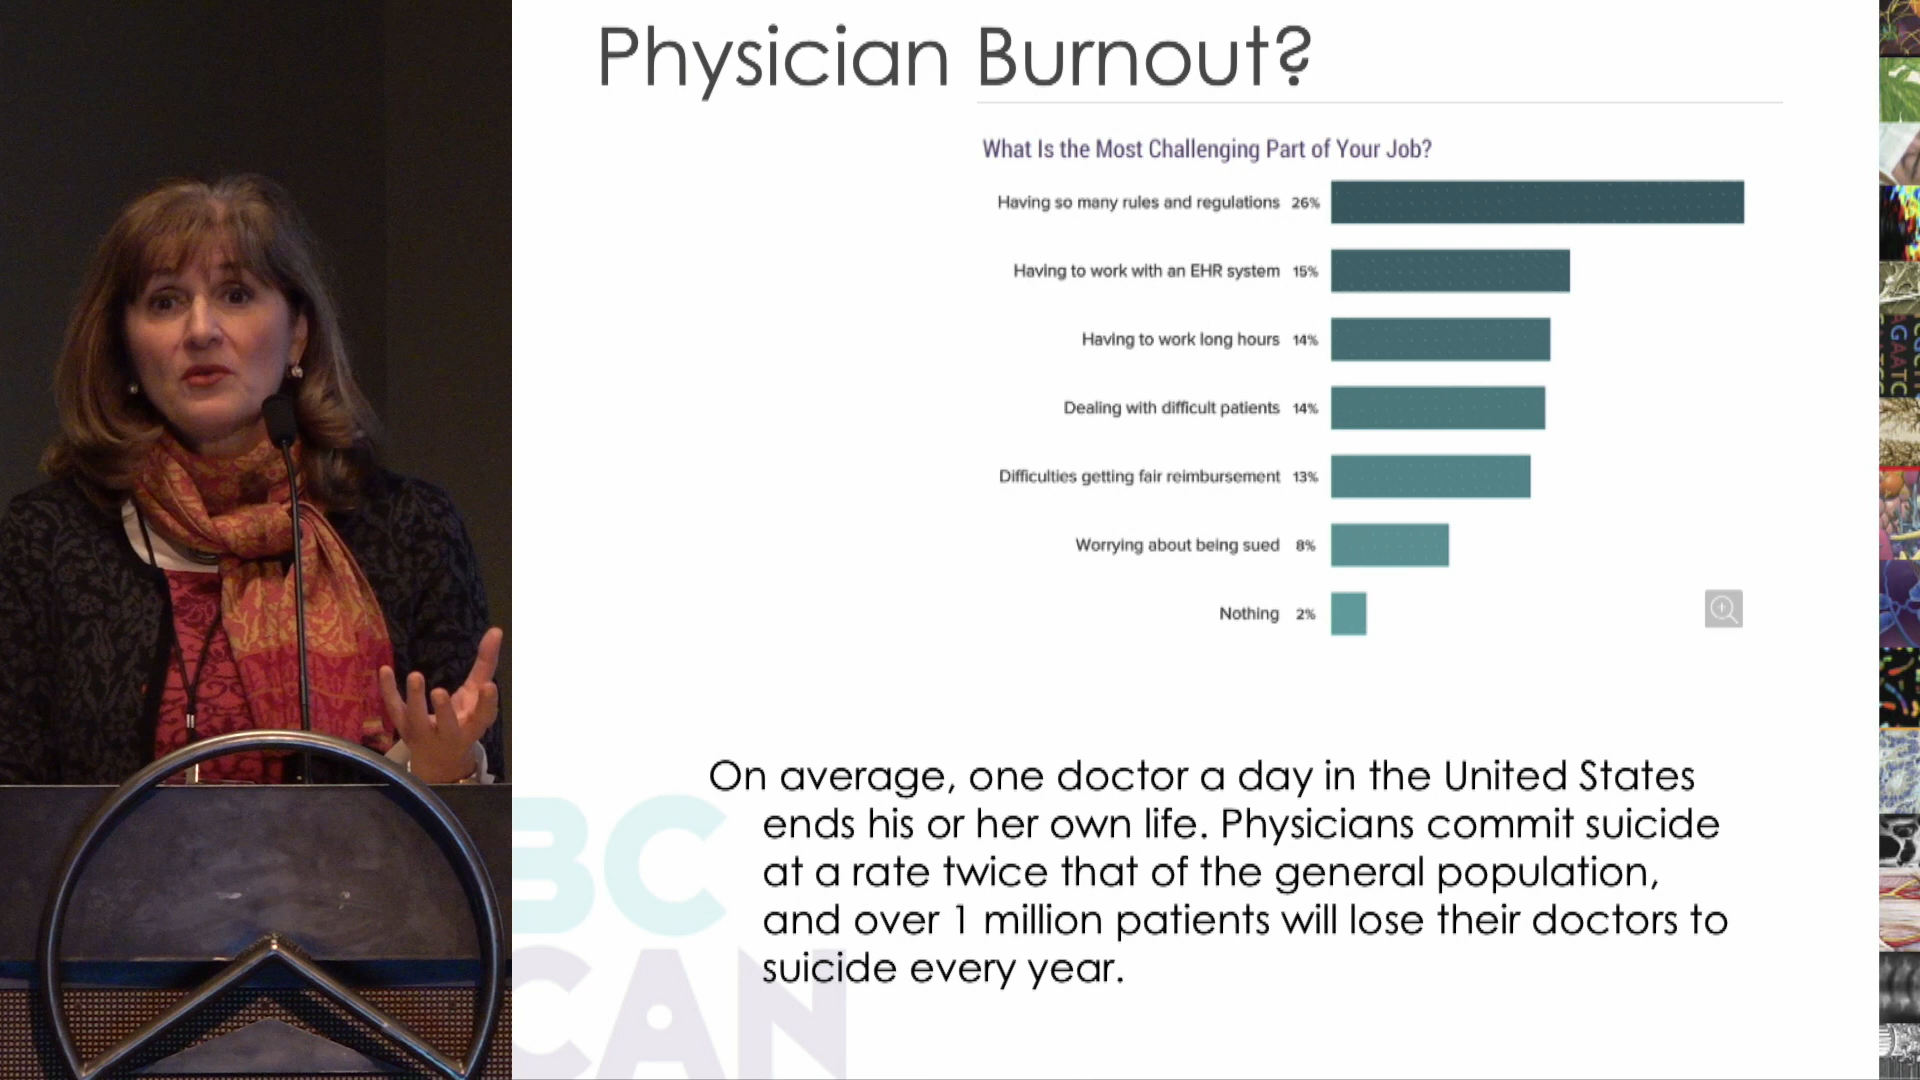 Physician Burnout?
What Is the Most Challenging Part of Your Job?
Having so many rules and regulations 26%
Having to work with an EHR system 15%
Having to work long hours 14%
Dealing with difficult patients 14%
Difficulties getting fair reimbursement 13%
Worrying about being sued 8%
Nothing 2%
On average, one doctor a day in the United States
ends his or her own life. Physicians commit suicide
at a rate twice that of the general population,
and over 1 million patients will lose their doctors to
suicide every year.
BC
CAN
GAATC